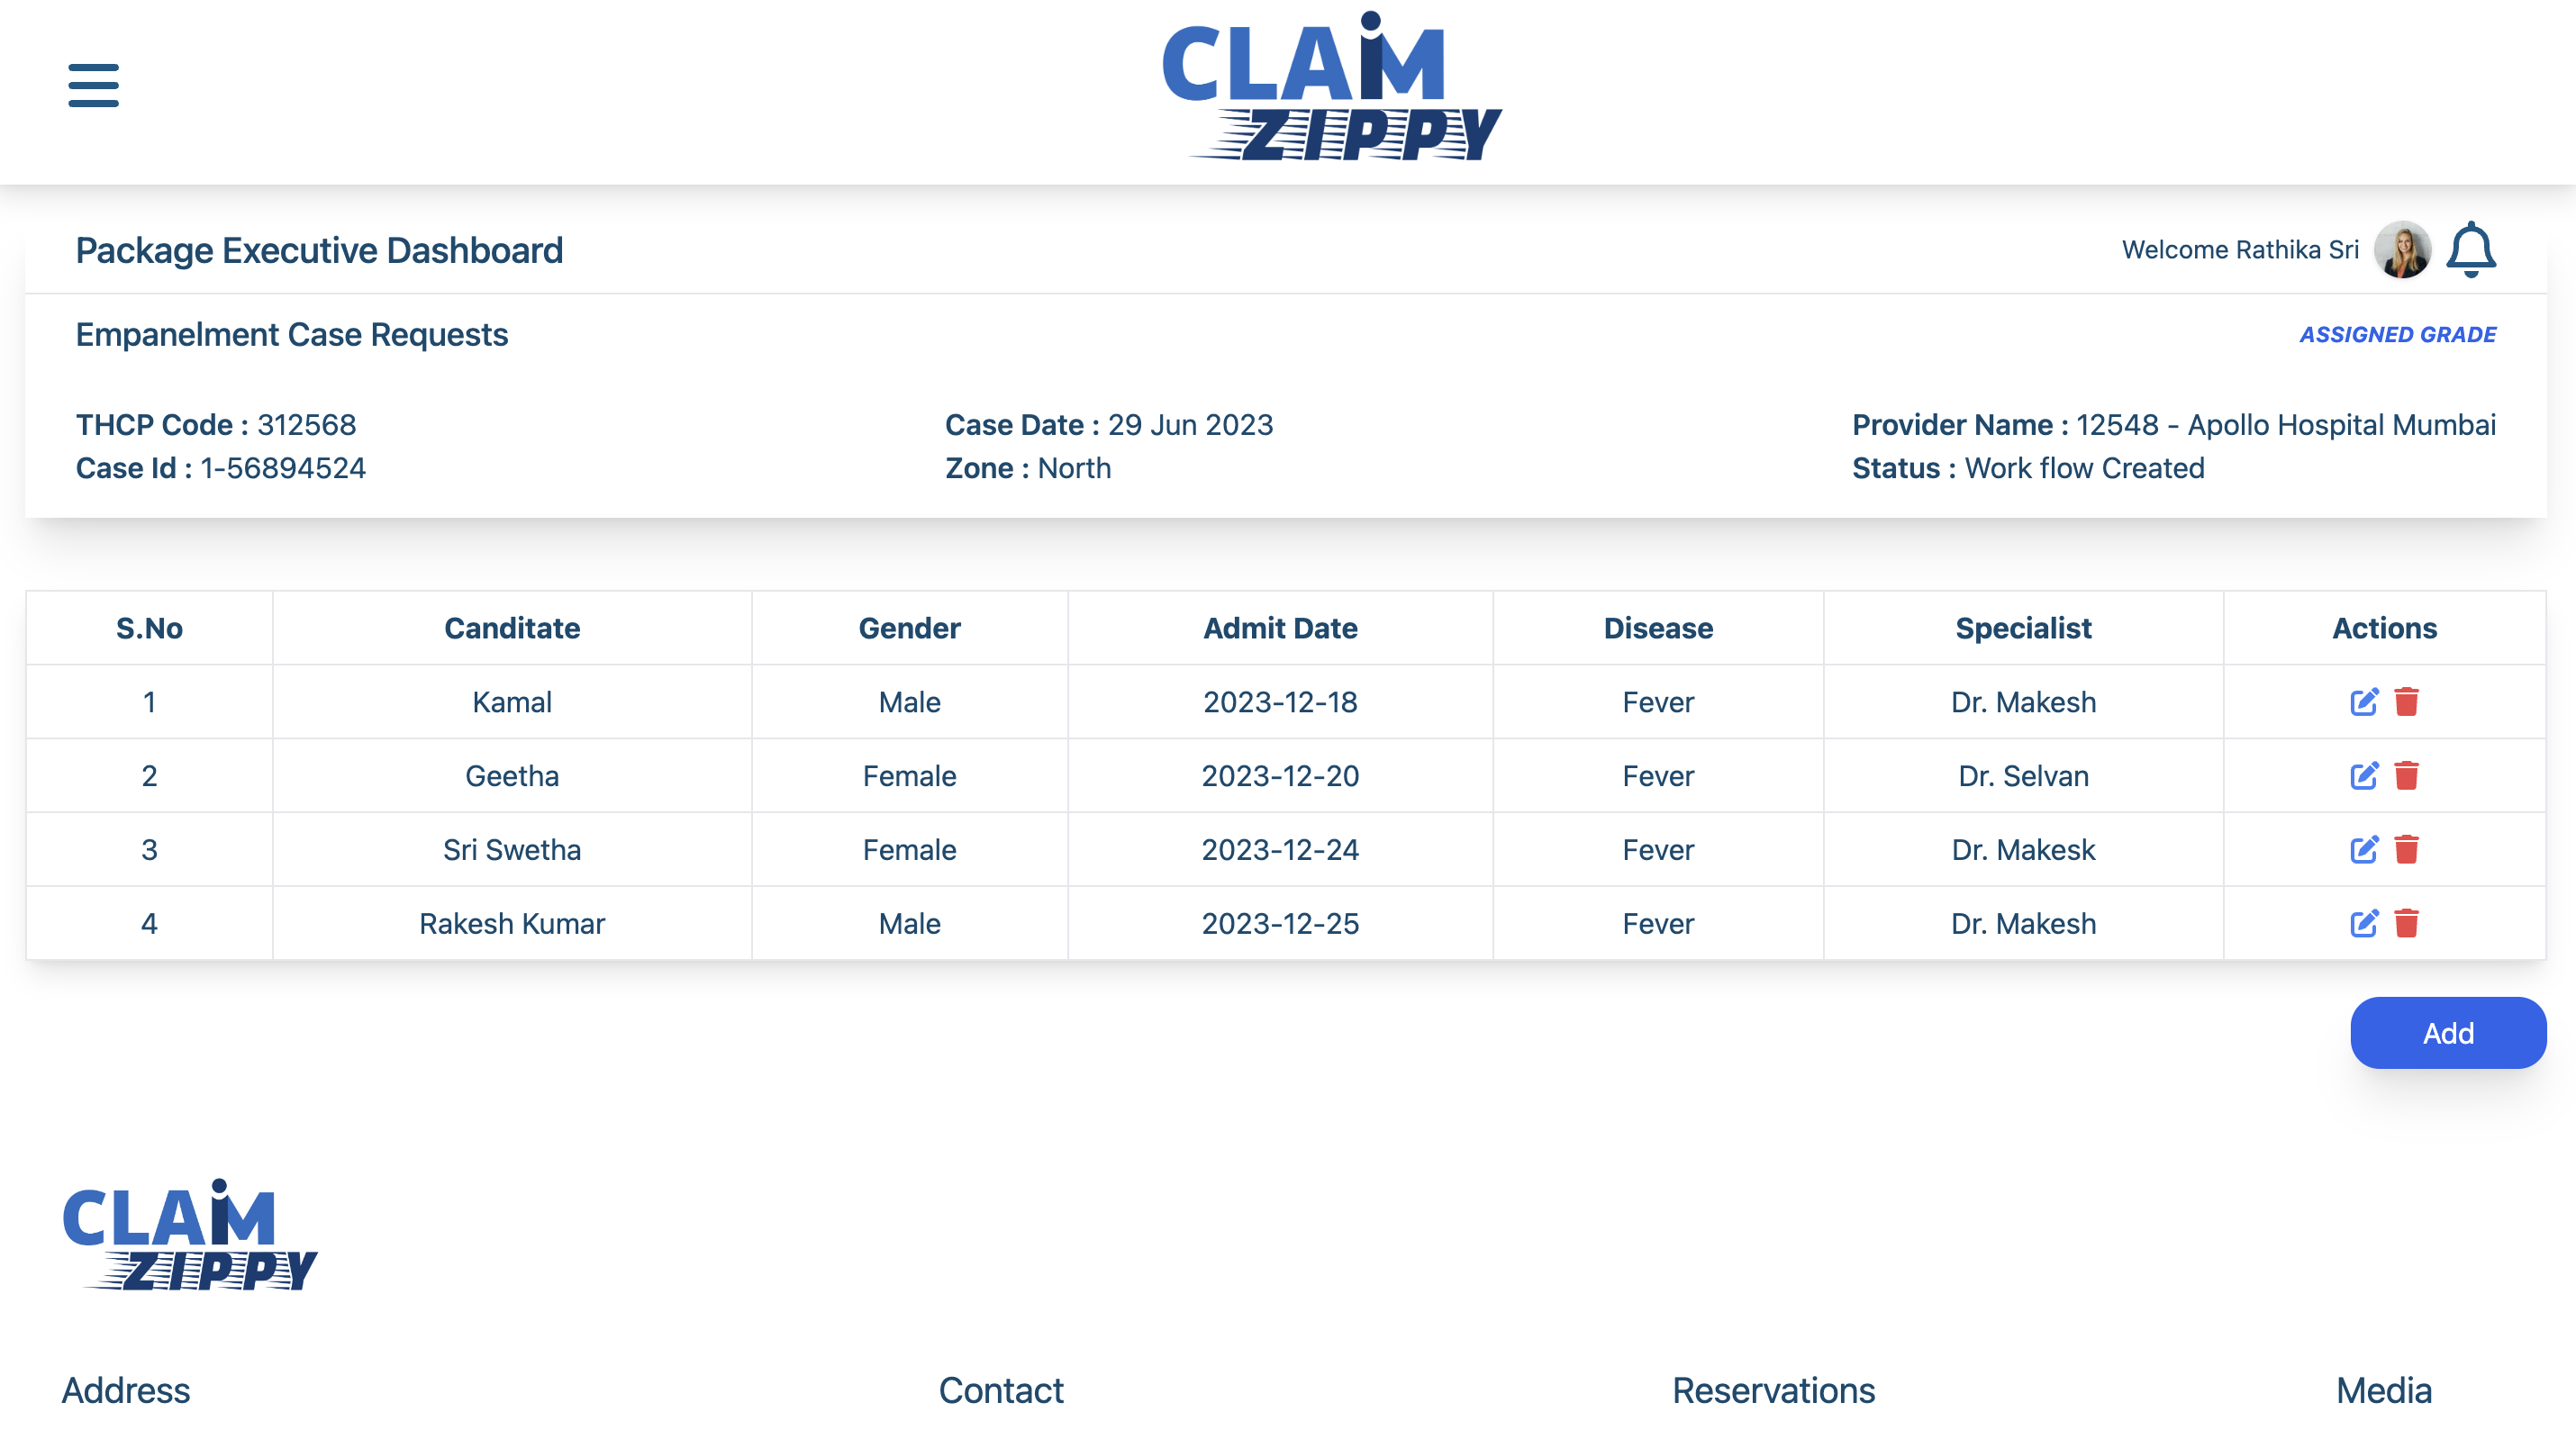 CLAiM
ZIPPY
Package Executive Dashboard
Welcome Rathika Sri
Empanelment Case Requests
ASSIGNED GRADE
THCP Code : 312568
Case Date : 29 Jun 2023
Provider Name : 12548 - Apollo Hospital Mumbai
Case Id : 1-56894524
Zone : North
Status : Work flow Created
S.No Canditate Gender Admit Date Disease Specialist Actions
1 Kamal Male 2023-12-18 Fever Dr. Makesh
2 Geetha Female 2023-12-20 Fever Dr. Selvan
3 Sri Swetha Female 2023-12-24 Fever Dr. Makesk
4 Rakesh Kumar Male 2023-12-25 Fever Dr. Makesh
Add
CLAiM
ZIPPY
Address Contact Reservations Media